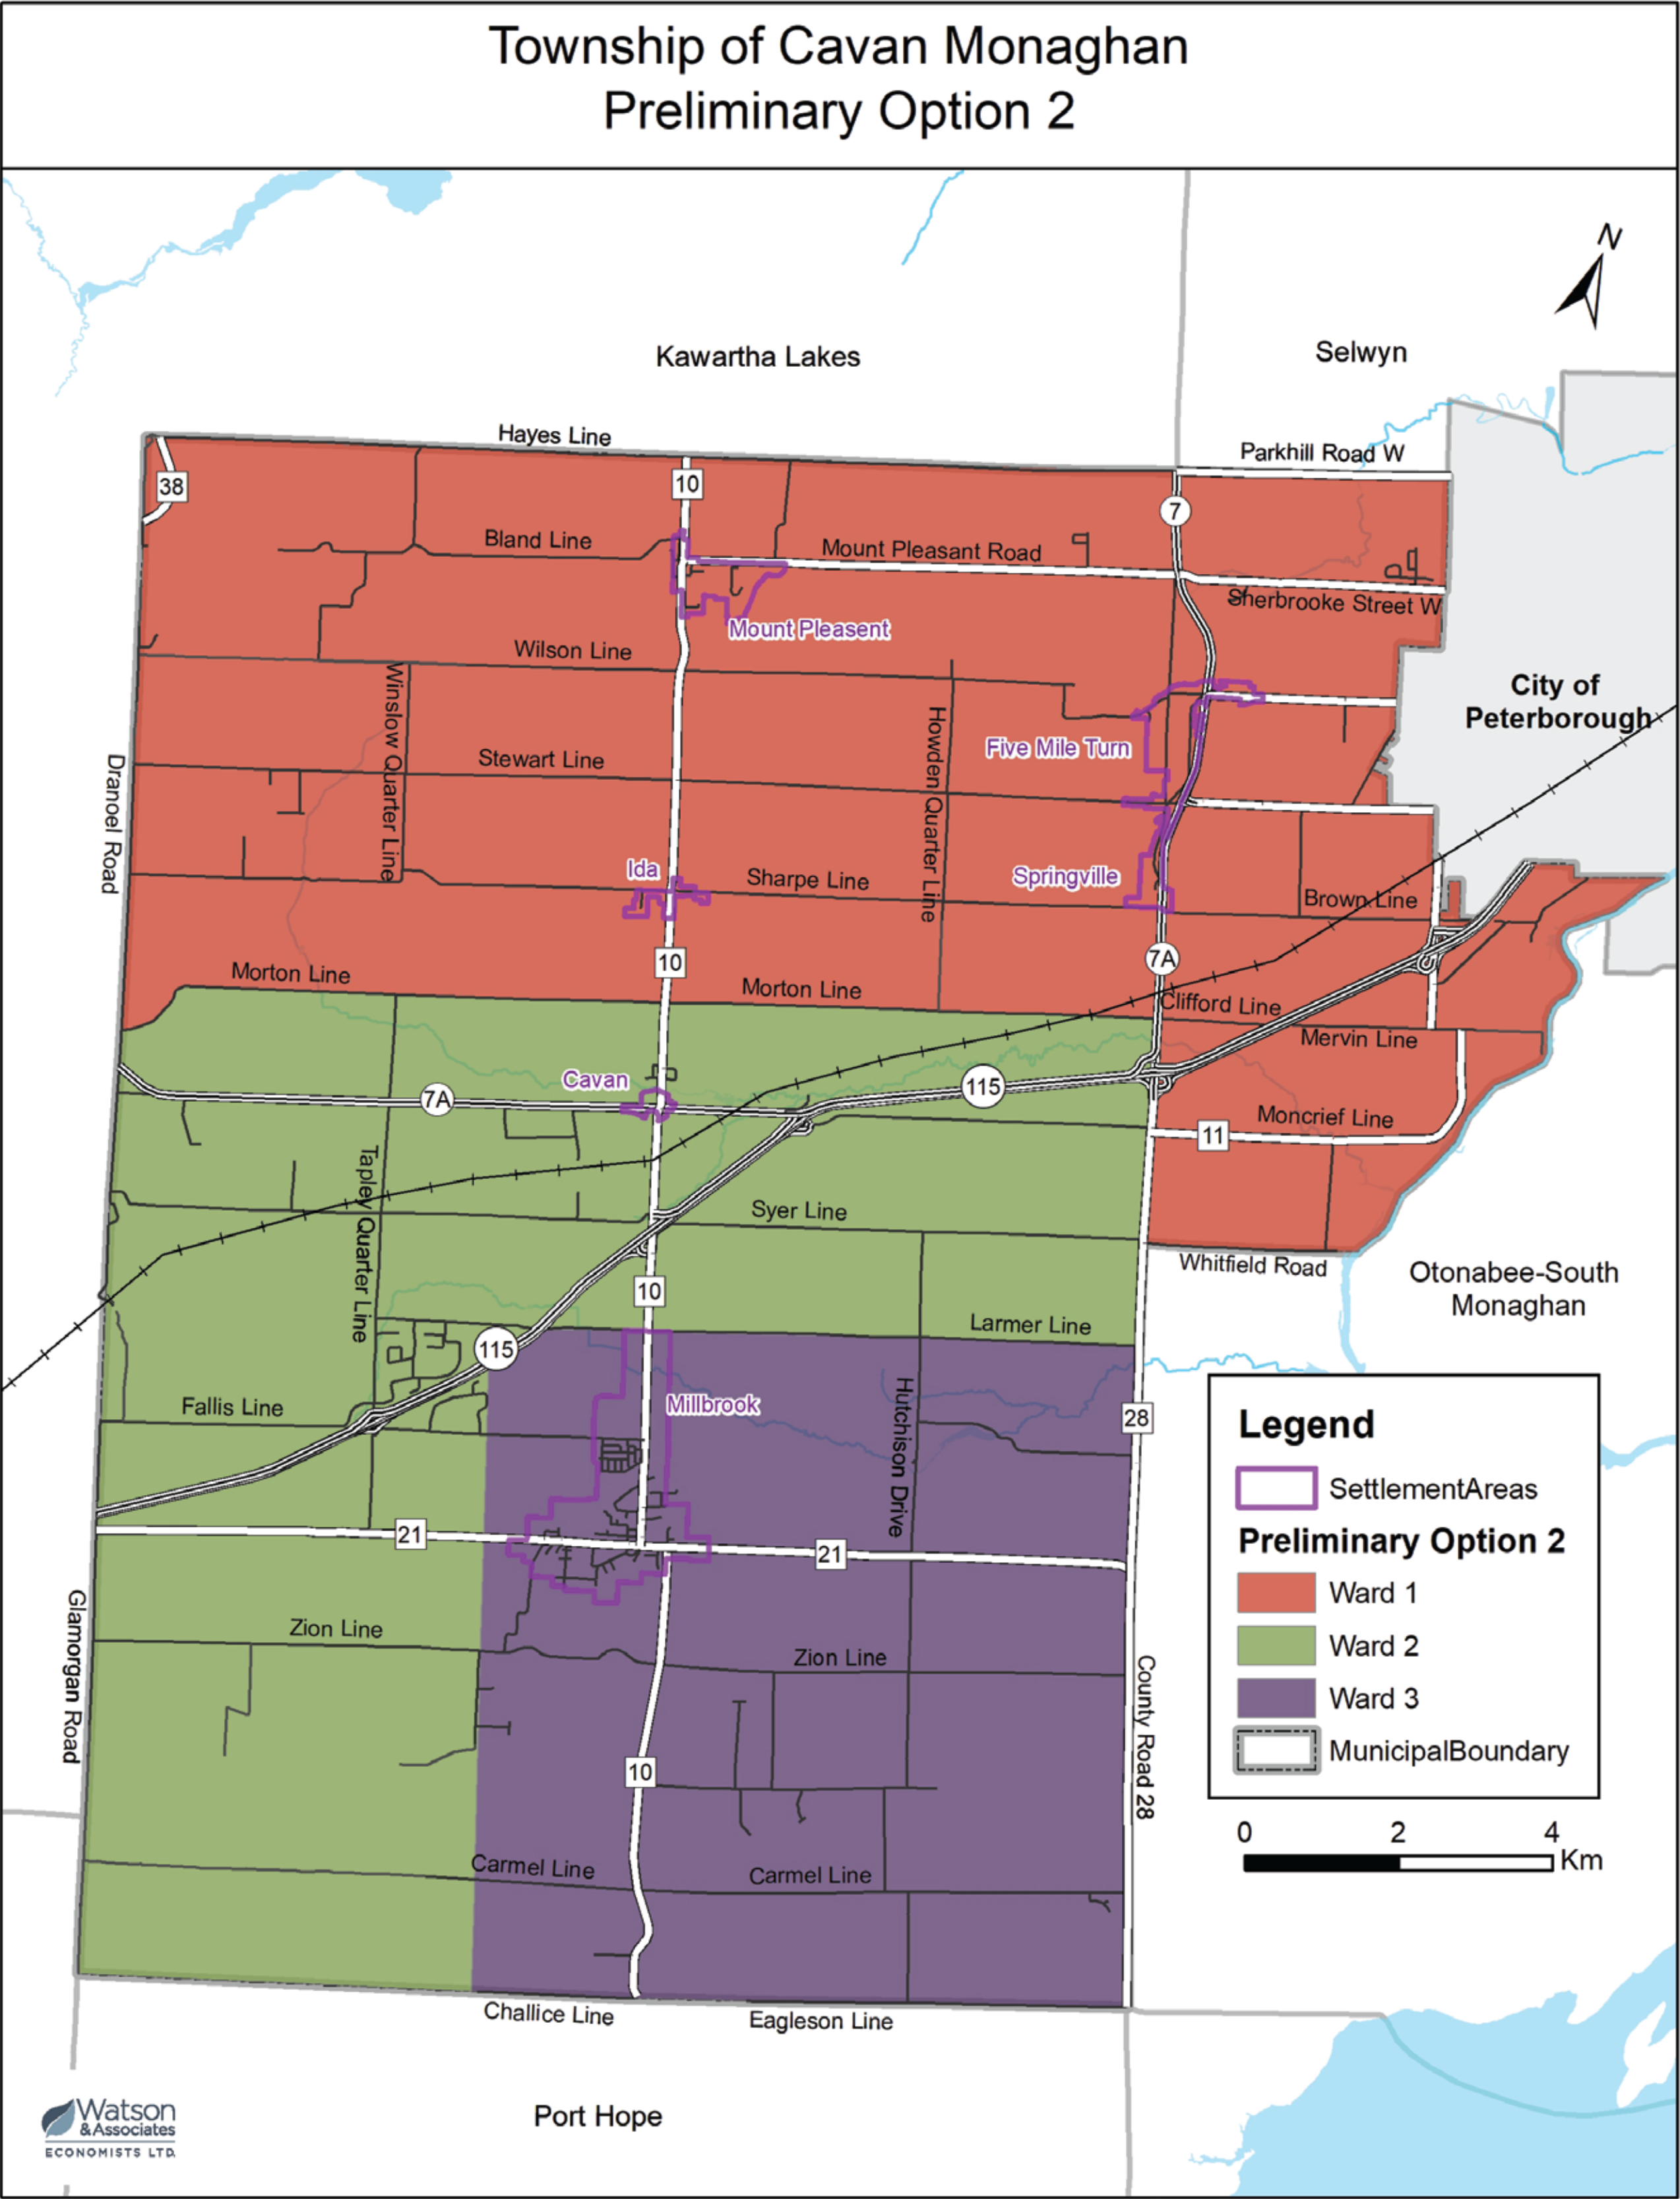 Township of Cavan Monaghan
Preliminary Option 2
N
Kawartha Lakes
Selwyn
Hayes Line
Parkhill Road W
38
10
7
Bland Line
Mount Pleasant Road
Sherbrooke Street W
Mount Pleasent
Wilson Line
Winslow Quarter Line
Howden Quarter Line
City of
Peterborough
Five Mile Turn
Stewart Line
Dranoel Road
Ida
Sharpe Line
Springville
Brown Line
10
7A
Morton Line
Morton Line
Clifford Line
Mervin Line
Cavan
7A
115
Moncrief Line
11
Tapley Quarter Line
Syer Line
Whitfield Road
Otonabee-South
Monaghan
10
Larmer Line
115
Fallis Line
Millbrook
Hutchison Drive
28
21
21
Glamorgan Road
Zion Line
Zion Line
County Road 28
10
Carmel Line
Carmel Line
Challice Line
Eagleson Line
Port Hope
Legend
SettlementAreas
Preliminary Option 2
Ward 1
Ward 2
Ward 3
MunicipalBoundary
0 2 4
Km
Watson
& Associates
ECONOMISTS LTD.